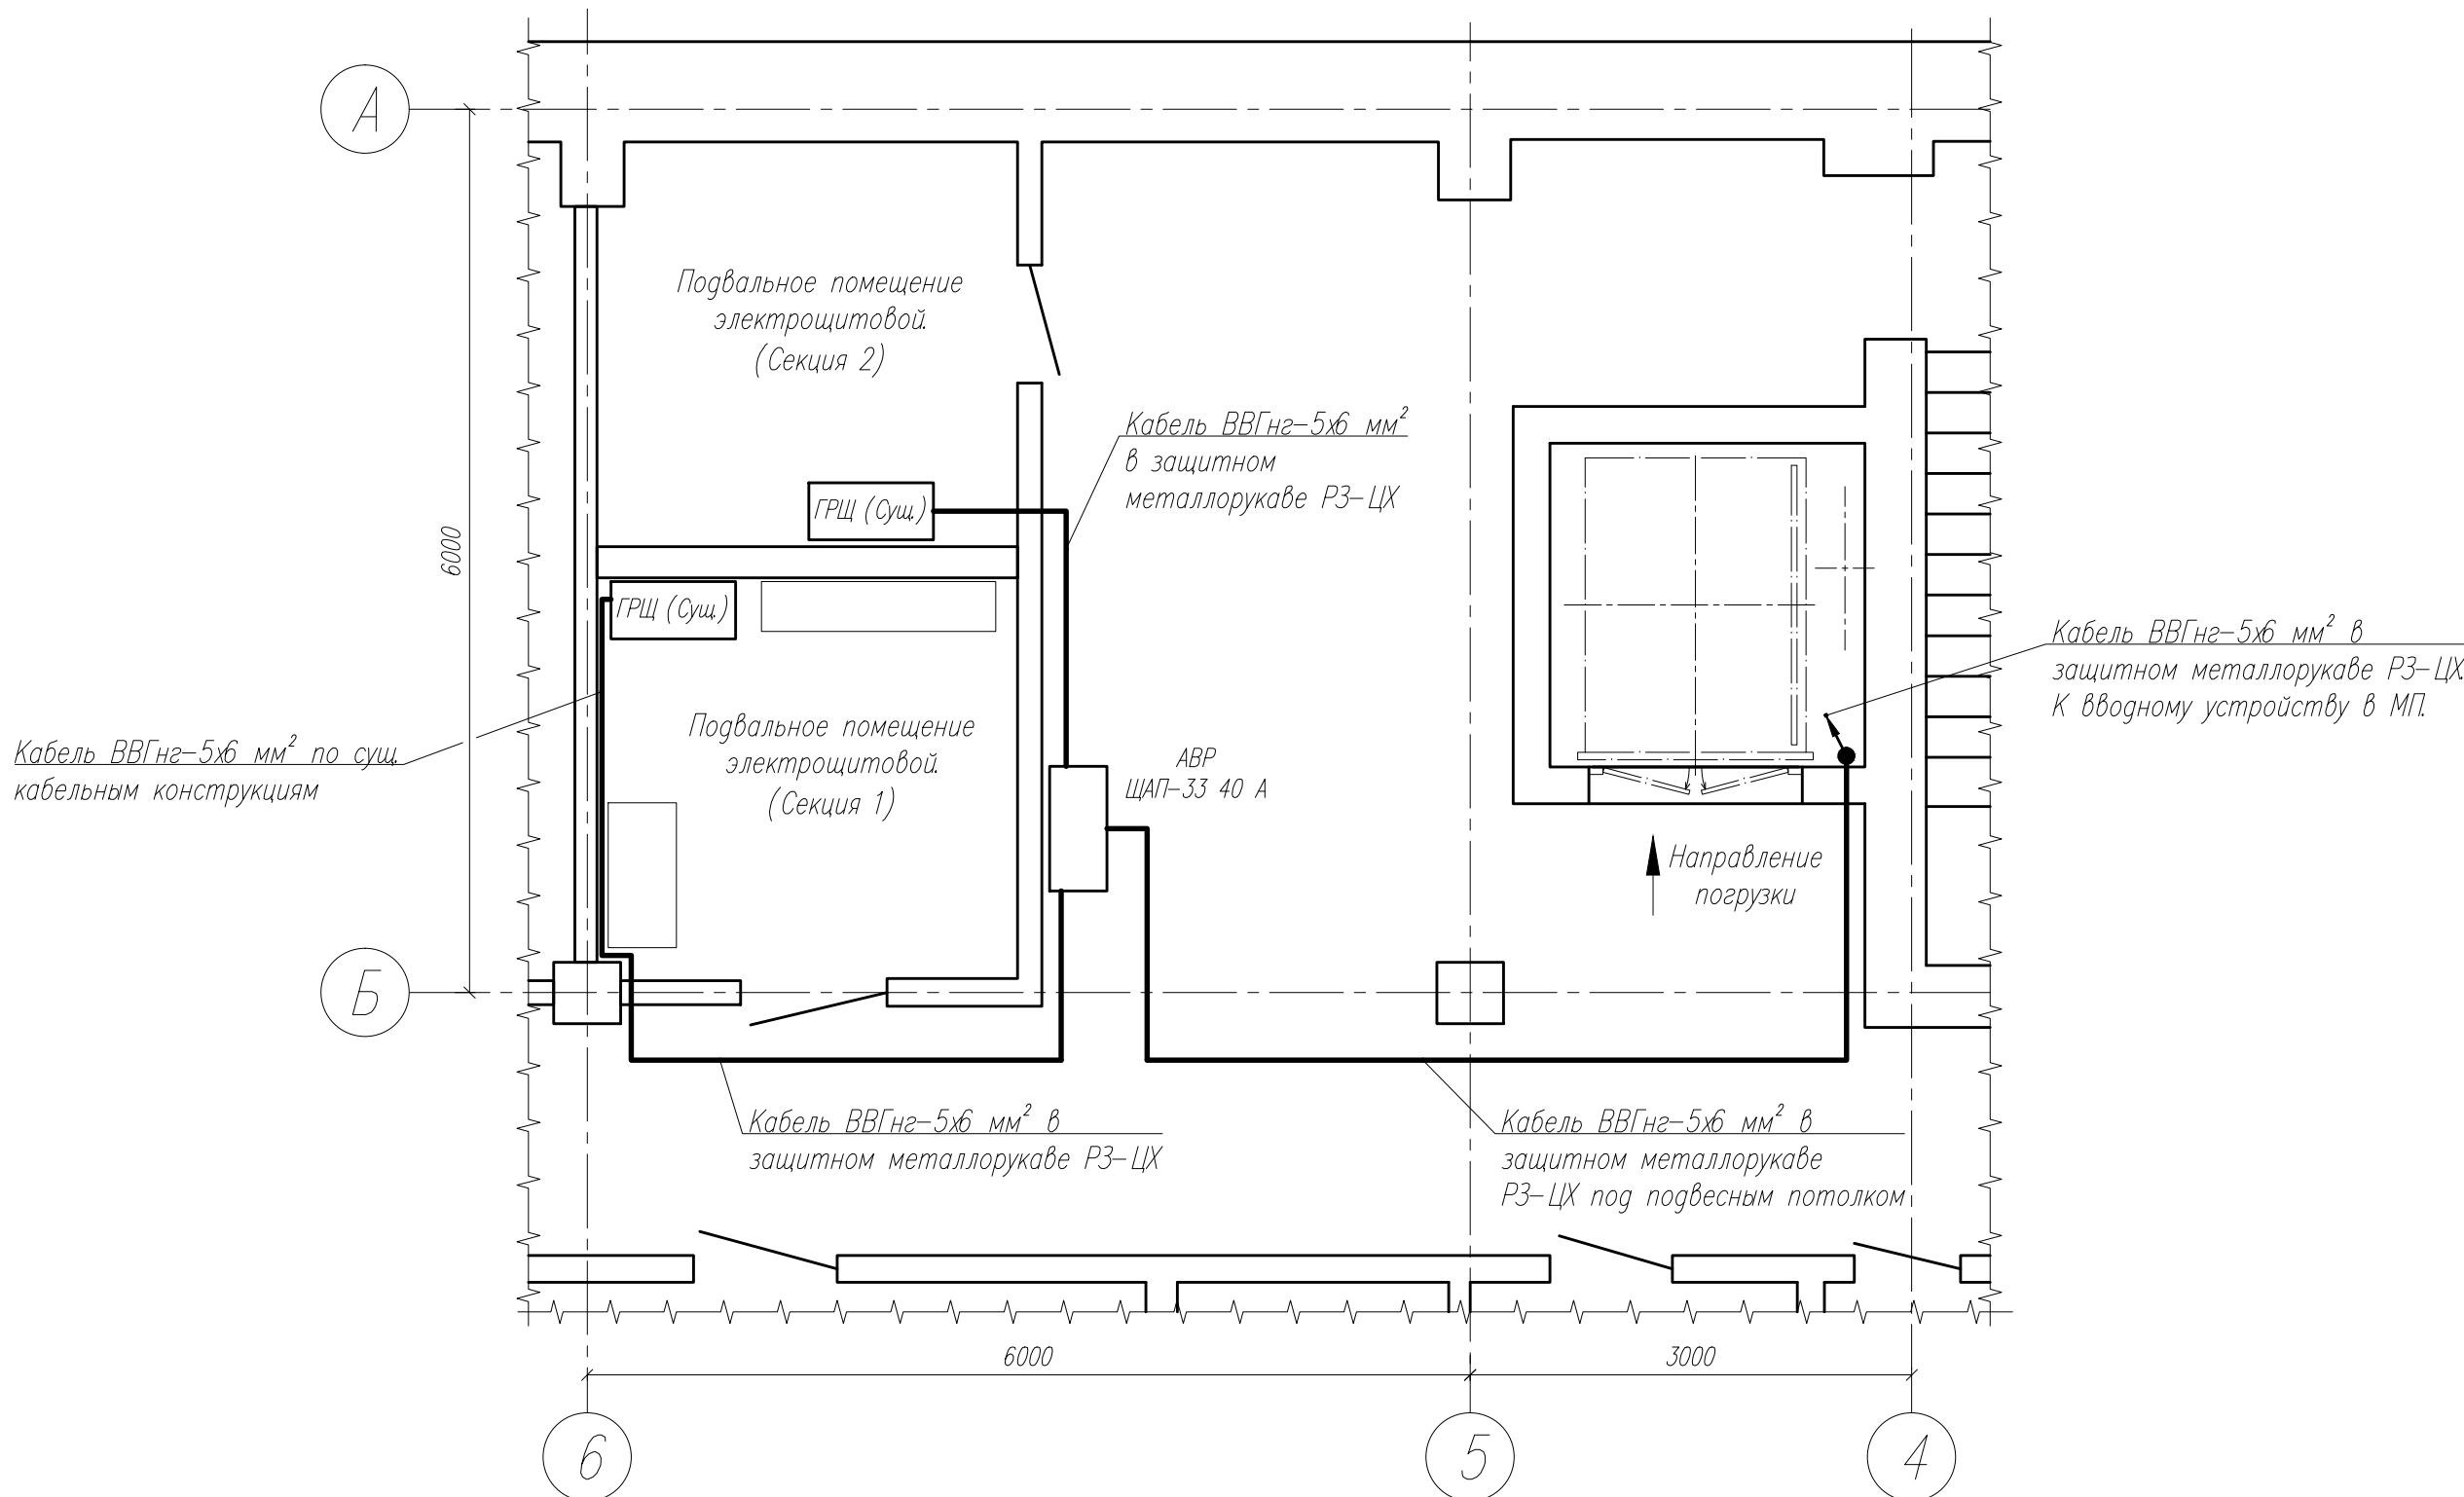 А
Подвальное помещение
электрощитовой.
(Секция 2)
Кабель ВВГнг-5х6 мм²
в защитном
металлорукаве РЗ-ЦХ
ГРЩ (Сущ.)
6000
ГРЩ (Сущ.)
Кабель ВВГнг-5х6 мм² в
защитном металлорукаве РЗ-ЦХ.
К вводному устройству в МП.
Подвальное помещение
электрощитовой.
(Секция 1)
Кабель ВВГнг-5х6 мм² по сущ.
кабельным конструкциям
АВР
ЩАП-33 40 А
Направление
погрузки
Б
Кабель ВВГнг-5х6 мм² в
защитном металлорукаве РЗ-ЦХ
Кабель ВВГнг-5х6 мм² в
защитном металлорукаве
РЗ-ЦХ под подвесным потолком
6000
3000
6
5
4